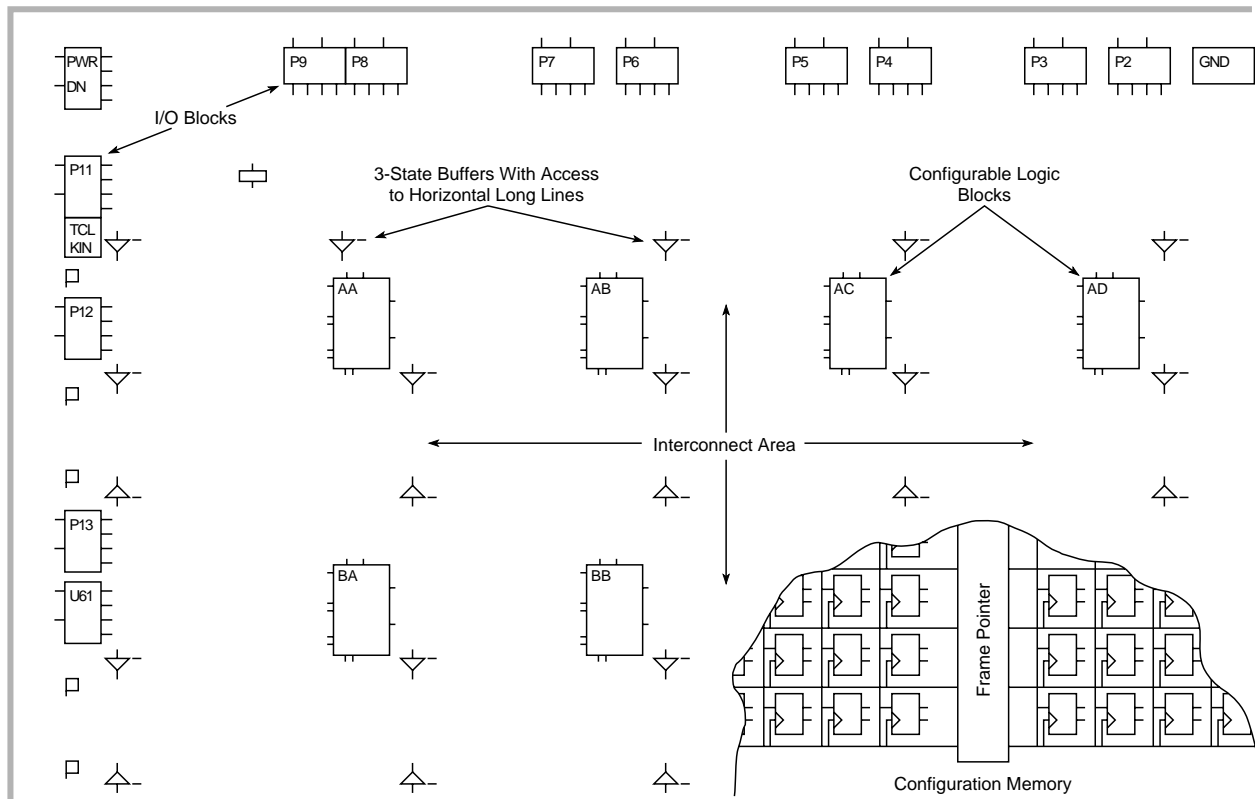 PWR
DN
P9
P8
P7
P6
P5
P4
P3
P2
GND
I/O Blocks
P11
3-State Buffers With Access
to Horizontal Long Lines
Configurable Logic
Blocks
TCL
KIN
AA
AB
AC
AD
P12
Interconnect Area
P13
BA
BB
U61
Frame Pointer
Configuration Memory